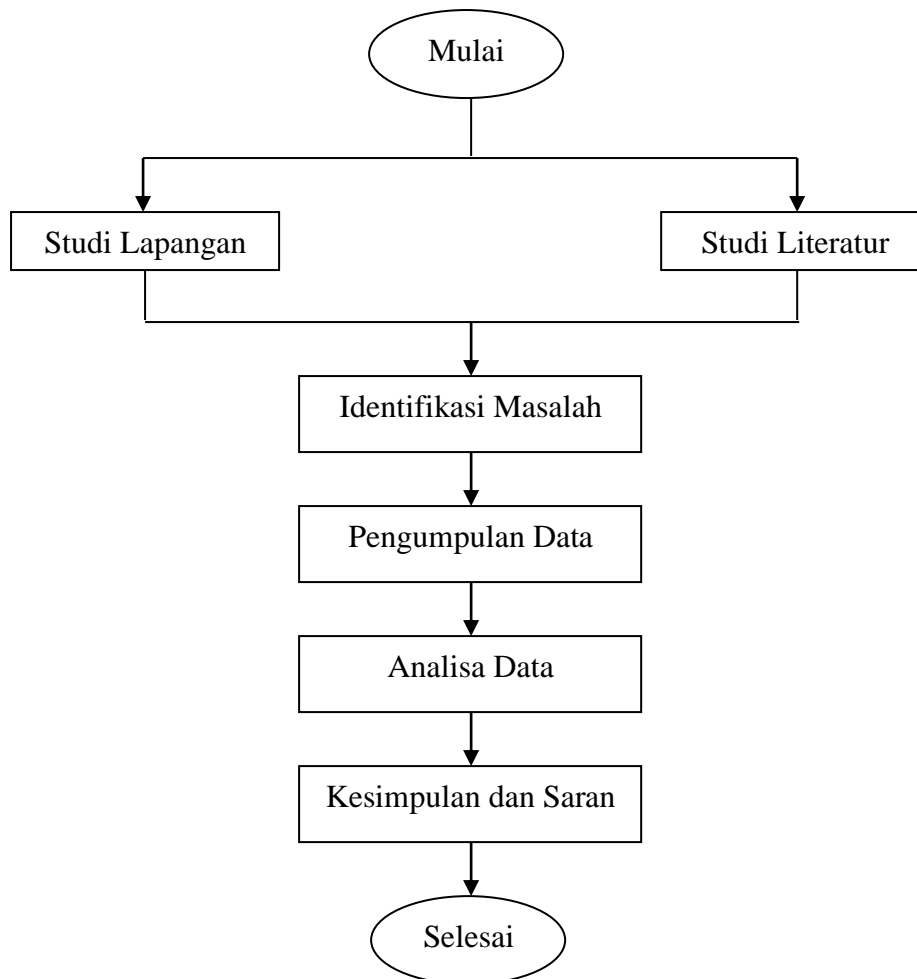 Mulai
Studi Lapangan
Studi Literatur
Identifikasi Masalah
Pengumpulan Data
Analisa Data
Kesimpulan dan Saran
Selesai